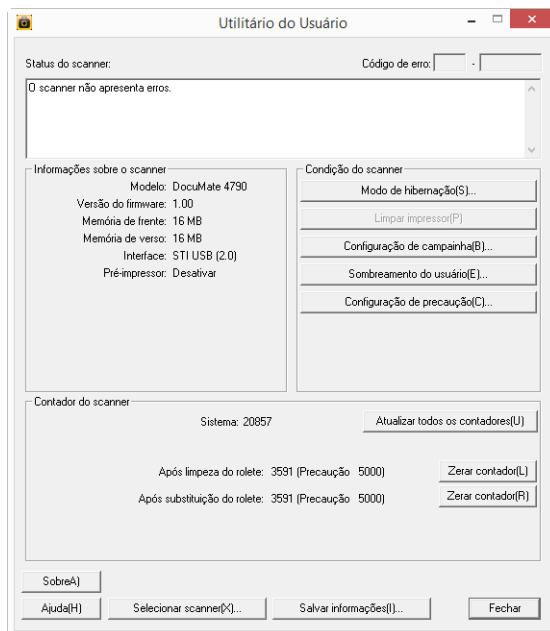 Utilitário do Usuário
Status do scanner: Código de erro: -
O scanner não apresenta erros.
Informações sobre o scanner
Modelo: DocuMate 4790
Versão do firmware: 1.00
Memória de frente: 16 MB
Memória de verso: 16 MB
Interface: STI USB (2.0)
Pré-impressor: Desativar
Condição do scanner
Modo de hibernação(S)...
Limpar impressor(P)
Configuração de campainha(B)...
Sombreamento do usuário(E)...
Configuração de precaução(C)...
Contador do scanner
Sistema: 20857 Atualizar todos os contadores(U)
Após limpeza do rolete: 3591 (Precaução 5000) Zerar contador(L)
Após substituição do rolete: 3591 (Precaução 5000) Zerar contador(R)
SobreA)
Ajuda(H) Selecionar scanner(X)... Salvar informações(I)... Fechar